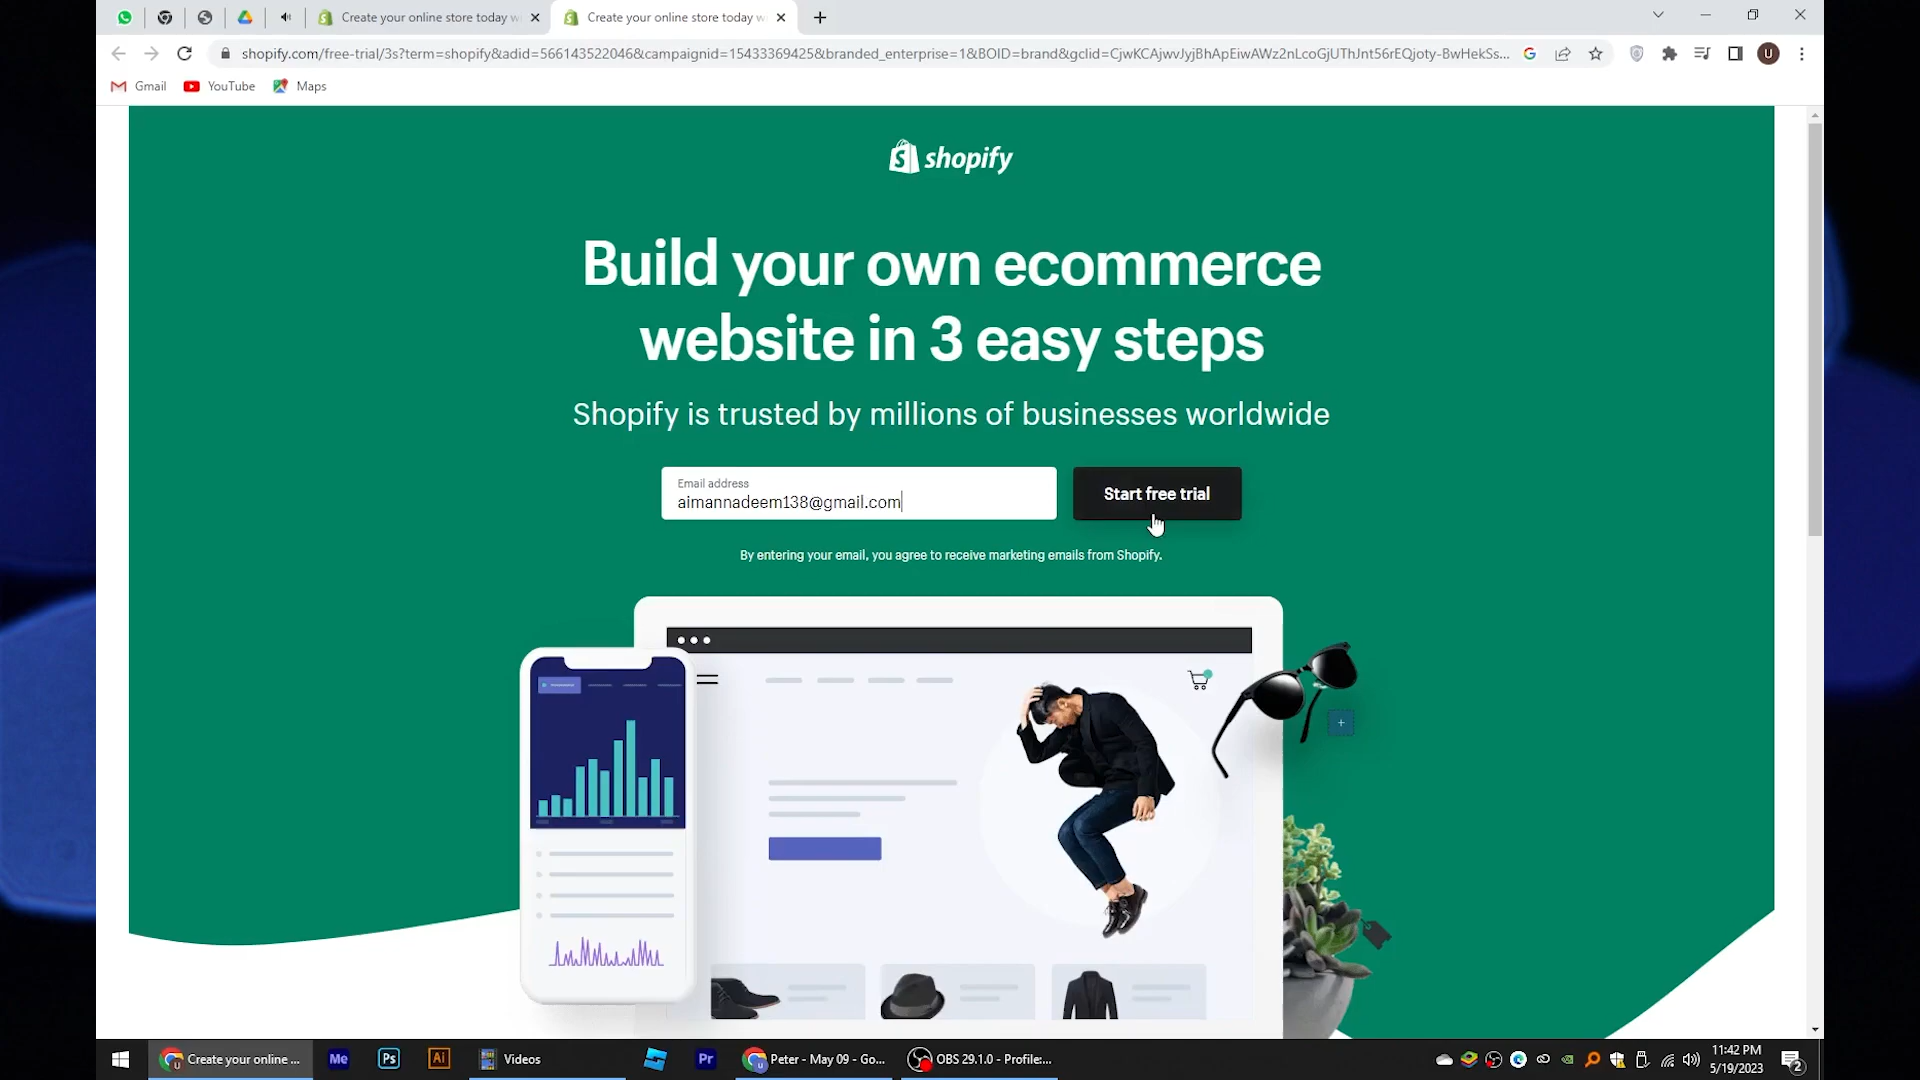 Create your online store today w
Create your online store today w
shopify.com/free-trial/3s?term=shopify&adid=566143522046&campaignid=15433369425&branded_enterprise=1&BOID=brand&gclid=CjwKCAjwvJyjBhApEiwAWz2nLcoGjUThJnt56rEQjoty-BwHekSs...
U
Gmail
YouTube
Maps
shopify
Build your own ecommerce
website in 3 easy steps
Shopify is trusted by millions of businesses worldwide
Email address
aimannadeem138@gmail.com
Start free trial
By entering your email, you agree to receive marketing emails from Shopify.
Create your online ...
Me
Ps
Ai
Videos
Pr
Peter - May 09 - Go...
OBS 29.1.0 - Profile:...
11:42 PM
5/19/2023
2